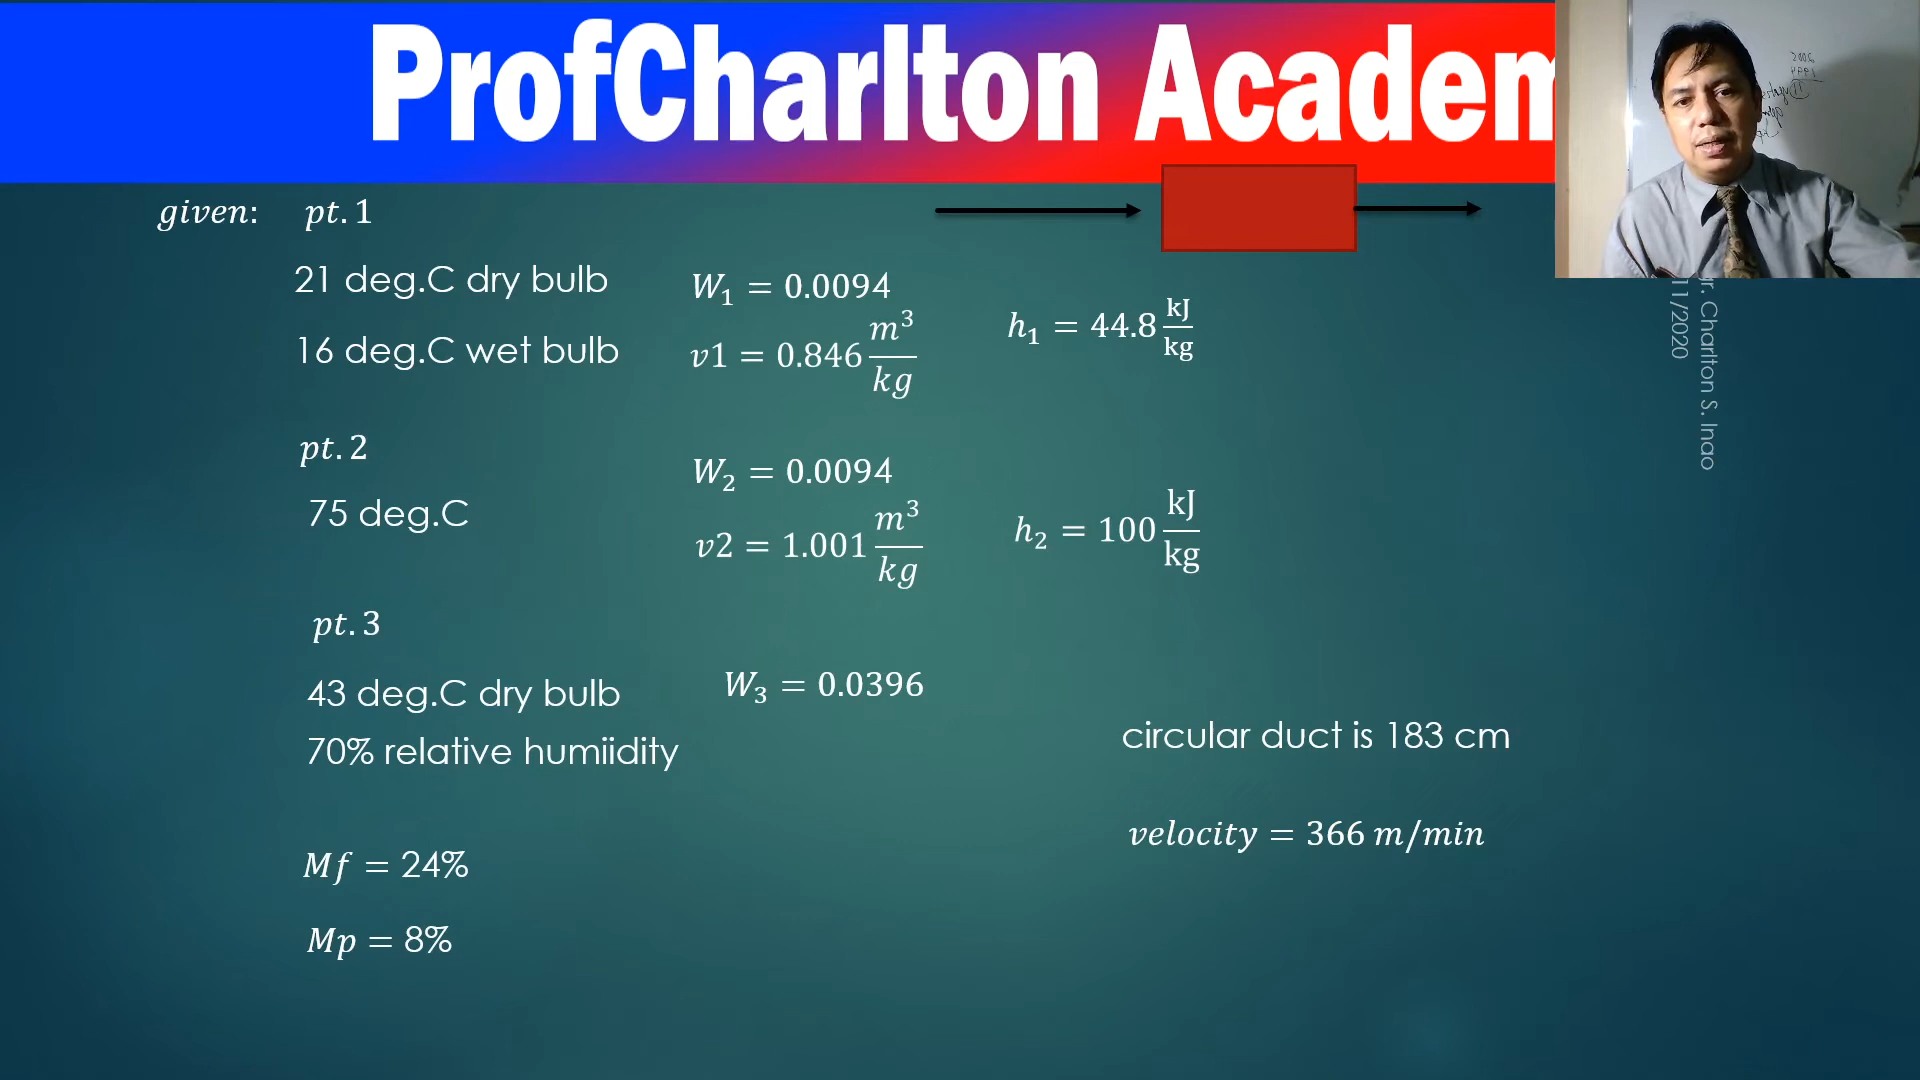 ProfCharlton Academ
given: pt. 1
21 deg.C dry bulb
16 deg.C wet bulb
W₁ = 0.0094
v1 = 0.846 m³/kg
h₁ = 44.8 kJ/kg
pt. 2
75 deg.C
W₂ = 0.0094
v2 = 1.001 m³/kg
h₂ = 100 kJ/kg
pt. 3
43 deg.C dry bulb
70% relative humiidity
W₃ = 0.0396
circular duct is 183 cm
velocity = 366 m/min
Mf = 24%
Mp = 8%
r. Charlton S. Inao
11/2020